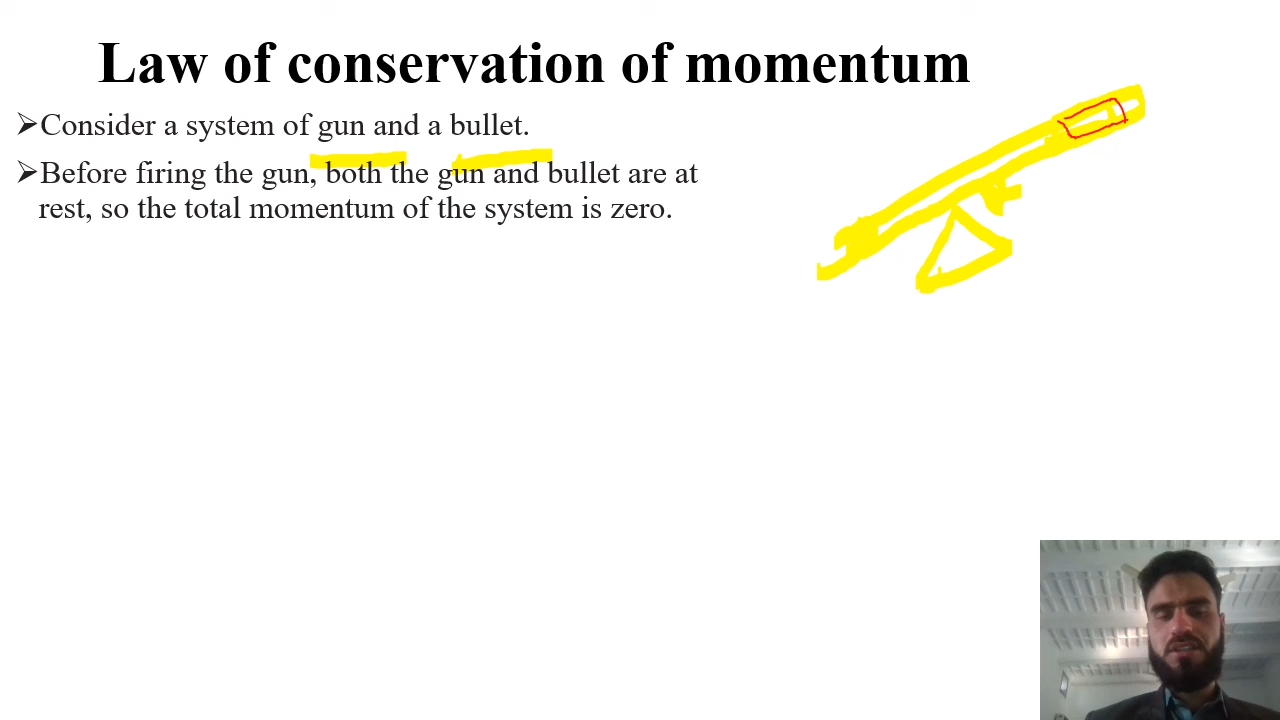 Law of conservation of momentum
➢Consider a system of gun and a bullet.
➢Before firing the gun, both the gun and bullet are at
rest, so the total momentum of the system is zero.